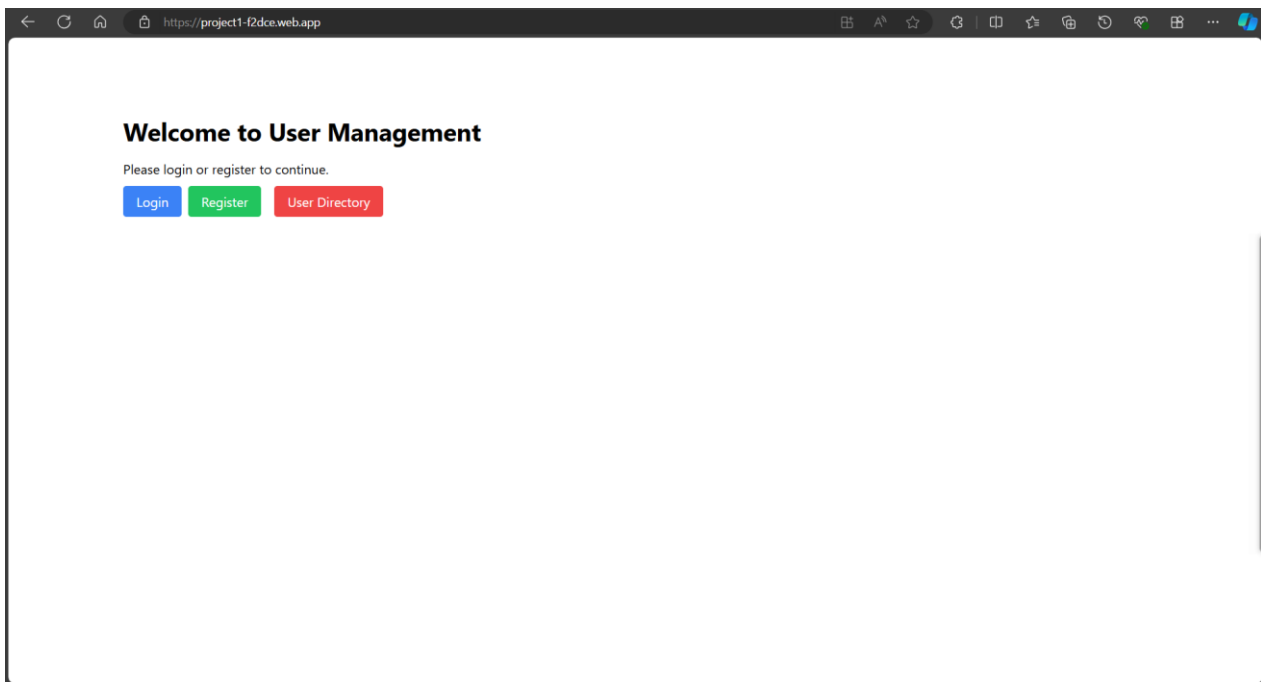 https://project1-f2dce.web.app
Welcome to User Management
Please login or register to continue.
Login Register User Directory